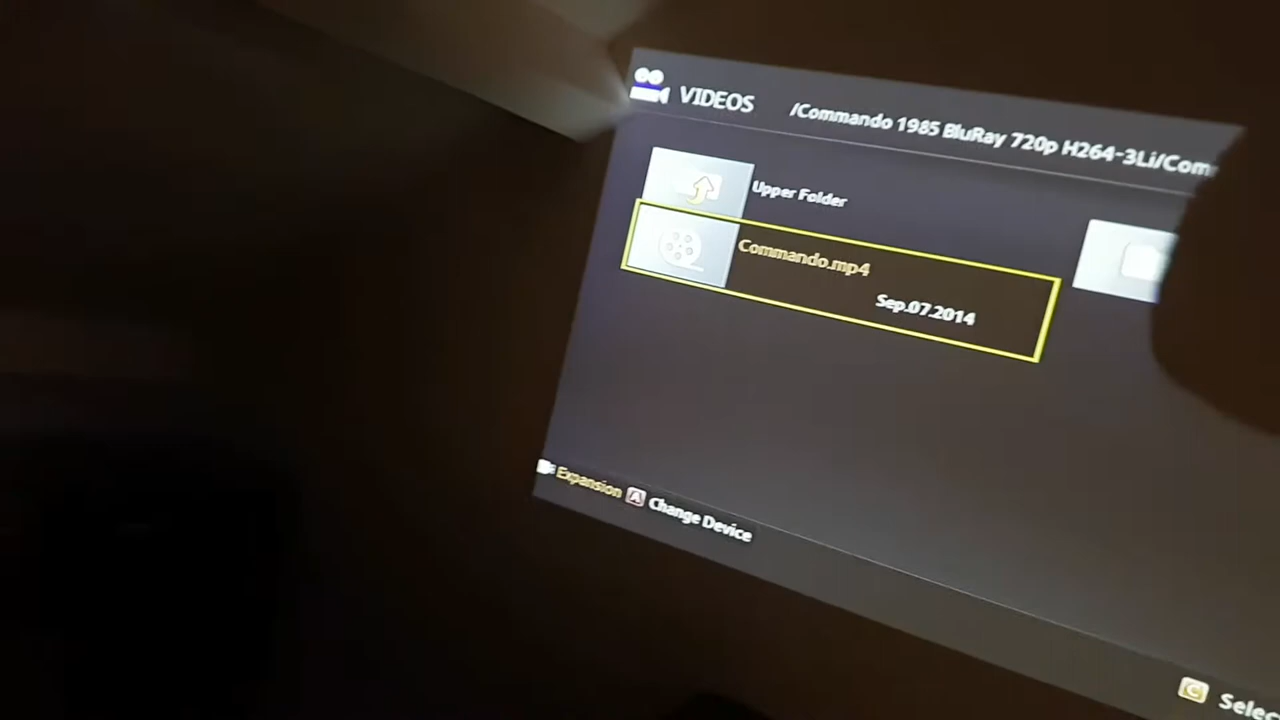 VIDEOS /Commando 1985 BluRay 720p H264-3Li/Com
Upper Folder
Commando.mp4
Sep.07.2014
Expansion A Change Device
C Selec